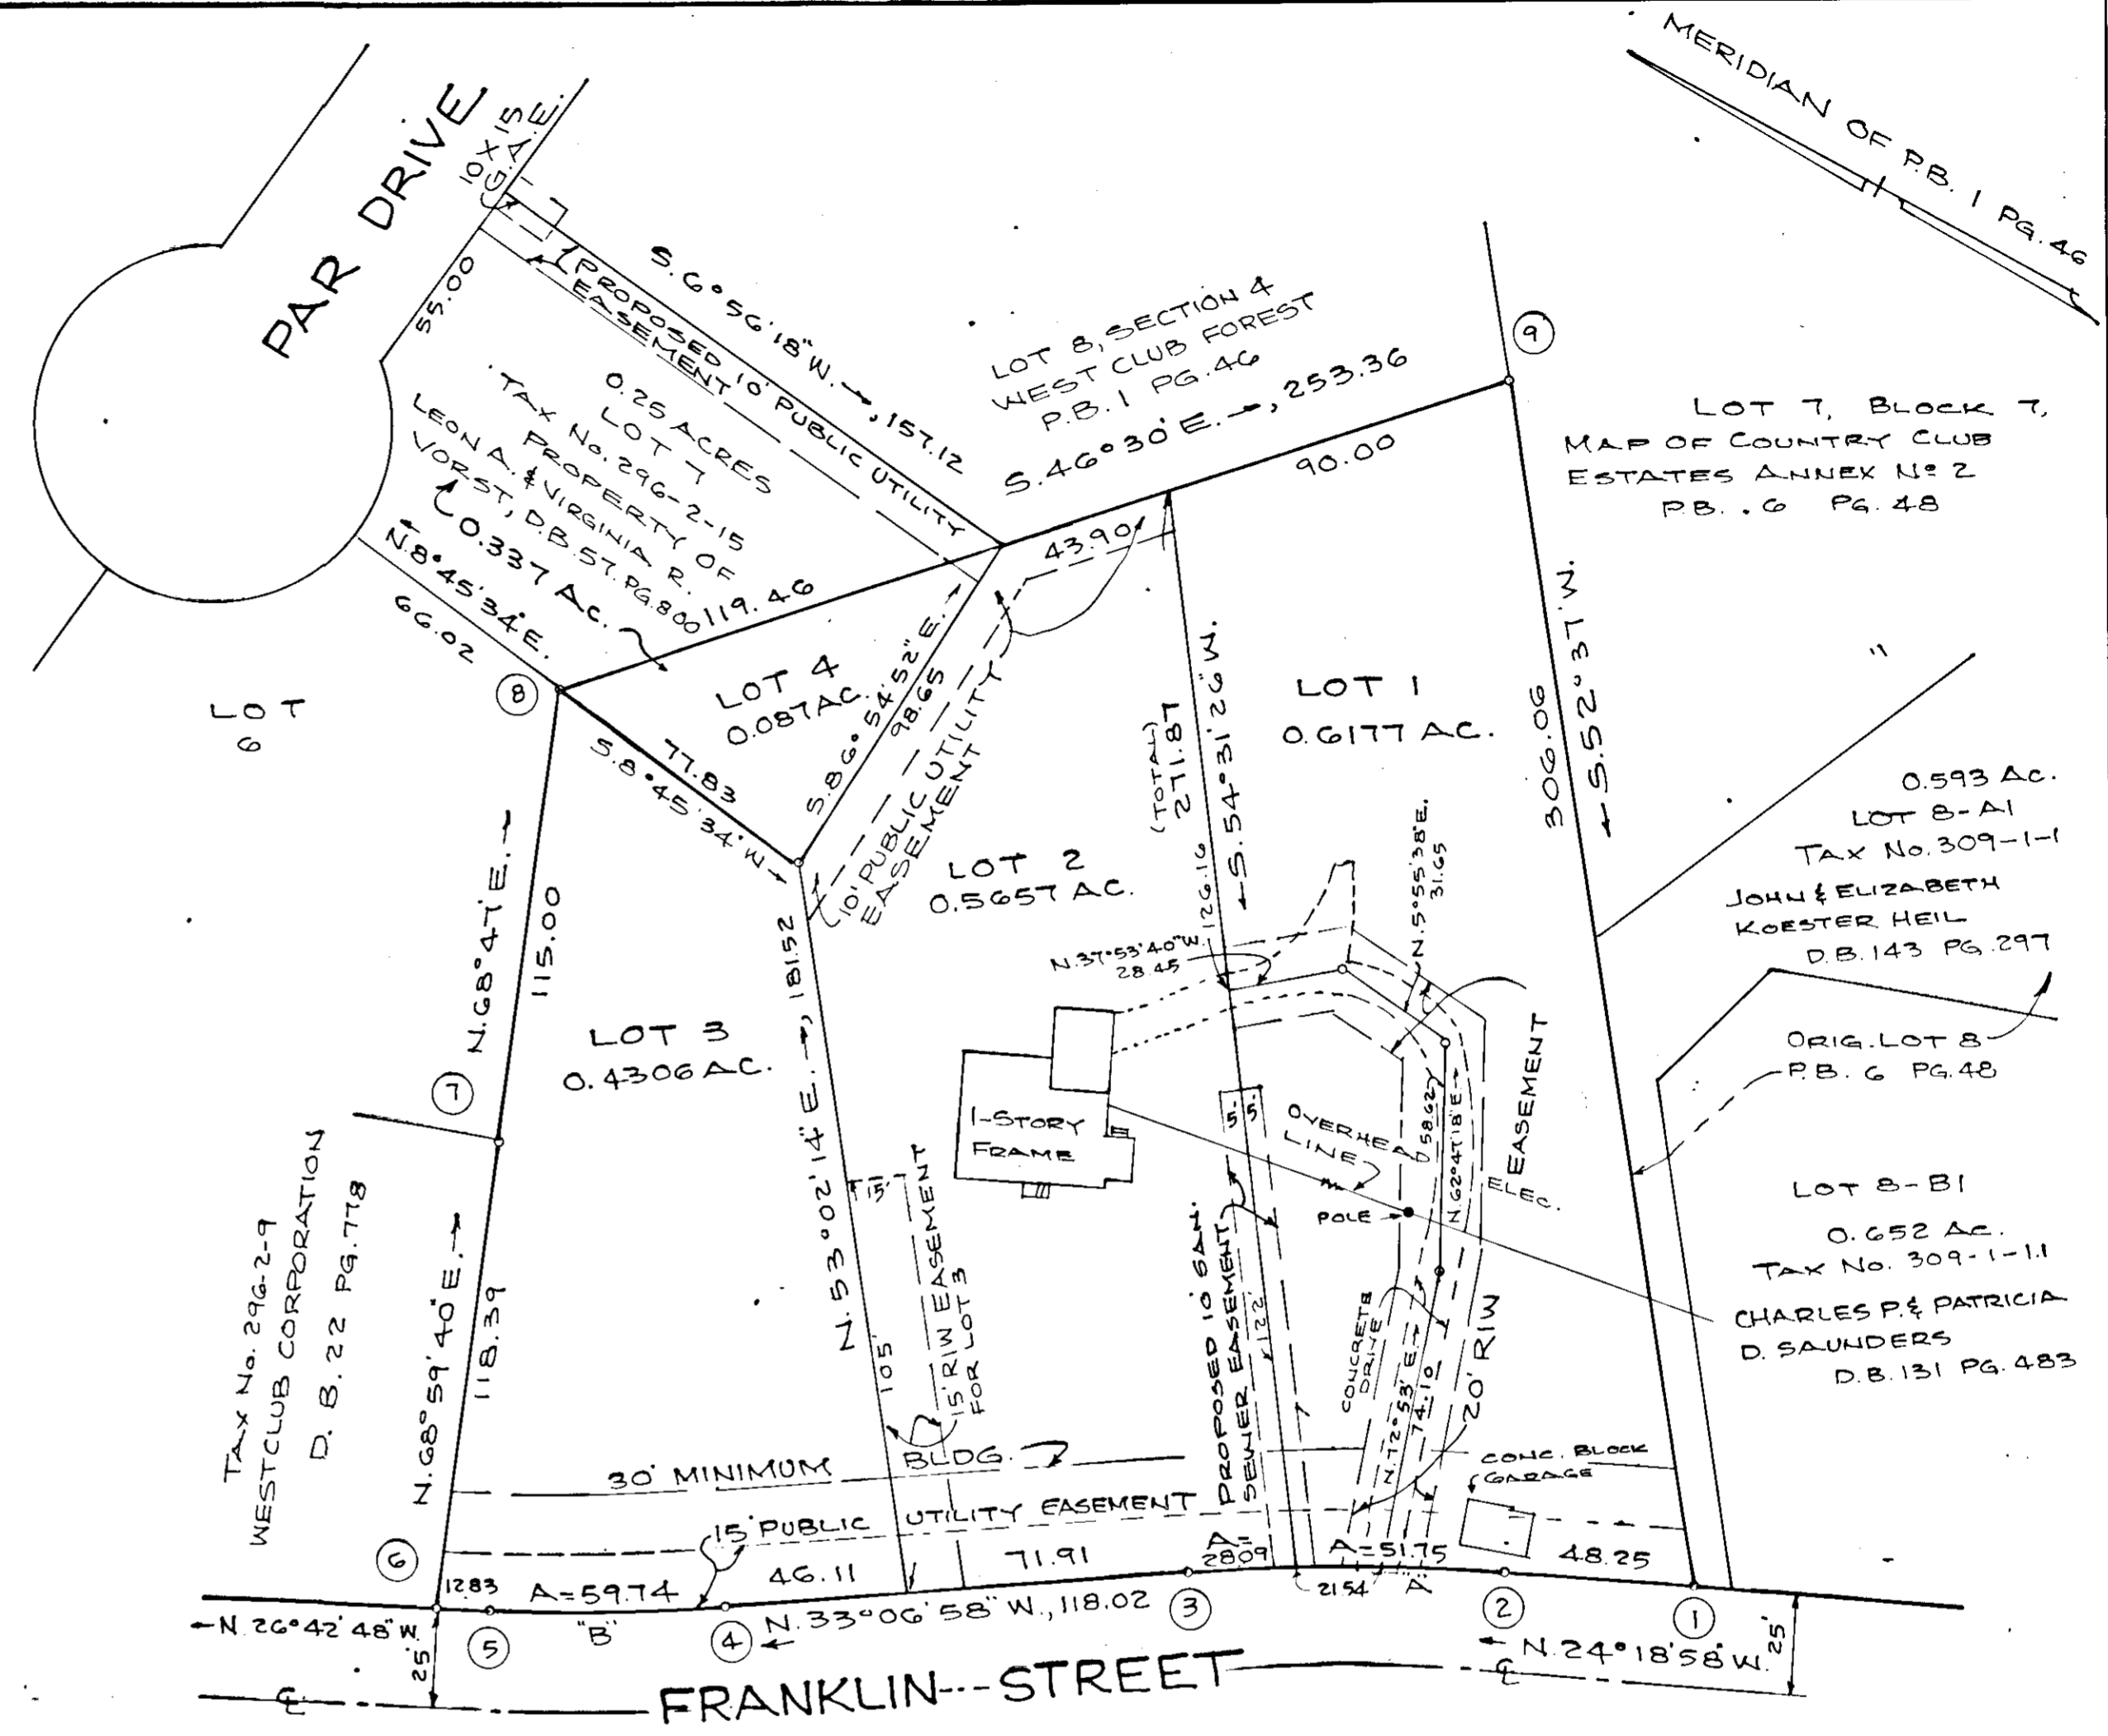 MERIDIAN OF P.B. 1 PG. 46
PAR DRIVE
10 X 15
G.A.E.
55.00
PROPOSED 10' PUBLIC UTILITY
EASEMENT
S.6°56'18"W. →, 157.12
0.25 ACRES
LOT 7
TAX No. 296-2-15
PROPERTY OF
LEON A. & VIRGINIA R.
VORST, D.B.57. PG.800
0.337 AC.
N.8°45'34"E.
66.02
LOT 8, SECTION 4
WEST CLUB FOREST
P.B. 1 PG. 46
S.46°30'E. →, 253.36
90.00
43.90
119.46
9
LOT 7, BLOCK 7,
MAP OF COUNTRY CLUB
ESTATES ANNEX No 2
P.B. . 6 PG. 48
LOT
6
8
LOT 4
0.087 AC.
S.86°54'52"E. →
98.65
77.83
S.8°45'34"W →
10' PUBLIC UTILITY
EASEMENT
LOT 1
0.6177 AC.
306.06
← S.52°37'W.
(TOTAL)
271.87
← S.54°31'26"W.
126.16
LOT 2
0.5657 AC.
N.5°55'38"E.
31.65
N.37°53'40"W.
28.45
0.593 AC.
LOT 8-A1
TAX No. 309-1-1
JOHN & ELIZABETH
KOESTER HEIL
D.B. 143 PG. 297
ORIG. LOT 8
P.B. 6 PG. 48
N.68°47'E. →
115.00
7
LOT 3
0.4306 AC.
N.53°02'14"E. →, 181.52
1-STORY
FRAME
5' 5'
OVERHEAD
LINE
58.62
N.62°47'18"E →
EASEMENT
ELEC.
POLE
15'
105'
15' R/W EASEMENT
FOR LOT 3
PROPOSED 10' SAN.
SEWER EASEMENT
122'
CONCRETE
DRIVE
N.72°53'E. →
74.10
20' R/W
LOT 8-B1
0.652 AC.
TAX No. 309-1-1.1
CHARLES P. & PATRICIA
D. SAUNDERS
D.B. 131 PG. 483
TAX No. 296-2-9
WESTCLUB CORPORATION
D. B. 22 PG. 778
N.68°59'40"E. →
118.39
30' MINIMUM BLDG.
15' PUBLIC UTILITY EASEMENT
CONC. BLOCK
GARAGE
6
12.83
A=59.74
"B"
46.11
71.91
A=
28.09
A=51.75
21.54
"A"
48.25
← N.26°42'48"W.
25'
5
4
← N.33°06'58"W., 118.02
3
2
1
← N.24°18'58"W.
25'
FRANKLIN---STREET